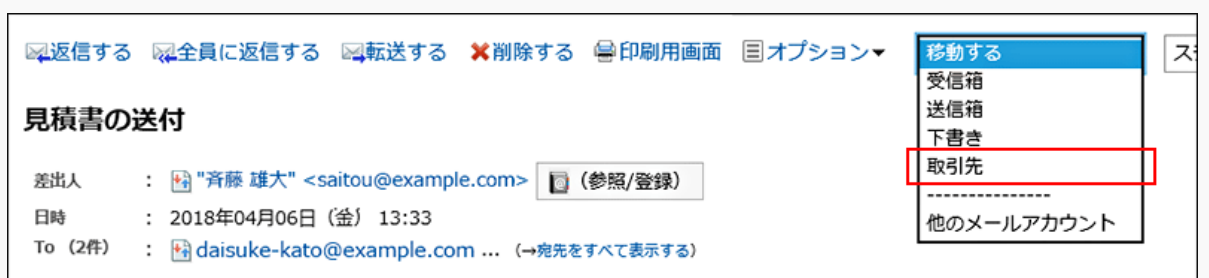 返信する 全員に返信する 転送する 削除する 印刷用画面 オプション▼ 移動する
受信箱
送信箱
下書き
取引先
---------------
他のメールアカウント
見積書の送付
差出人 : "斉藤 雄大" <saitou@example.com> (参照/登録)
日時 : 2018年04月06日 (金) 13:33
To (2件) : daisuke-kato@example.com ... (→宛先をすべて表示する)